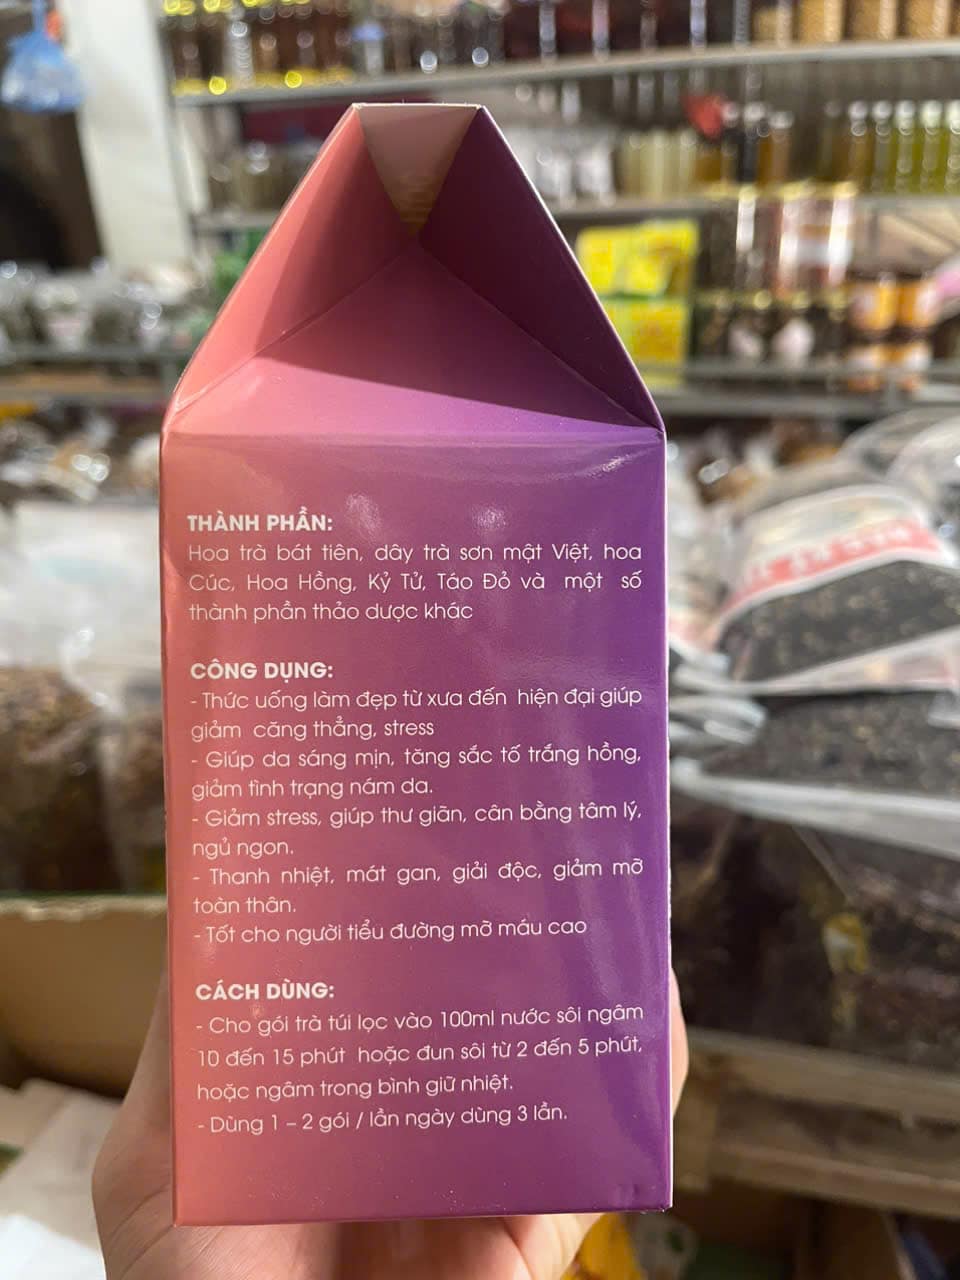 THÀNH PHẦN:
Hoa trà bát tiên, dây trà sơn mật Việt, hoa
Cúc, Hoa Hồng, Kỷ Tử, Táo Đỏ và một số
thành phần thảo dược khác
CÔNG DỤNG:
- Thức uống làm đẹp từ xưa đến hiện đại giúp
giảm căng thẳng, stress
- Giúp da sáng mịn, tăng sắc tố trắng hồng,
giảm tình trạng nám da.
- Giảm stress, giúp thư giãn, cân bằng tâm lý,
ngủ ngon.
- Thanh nhiệt, mát gan, giải độc, giảm mỡ
toàn thân.
- Tốt cho người tiểu đường mỡ máu cao
CÁCH DÙNG:
- Cho gói trà túi lọc vào 100ml nước sôi ngâm
10 đến 15 phút hoặc đun sôi từ 2 đến 5 phút,
hoặc ngâm trong bình giữ nhiệt.
- Dùng 1 – 2 gói / lần ngày dùng 3 lần.